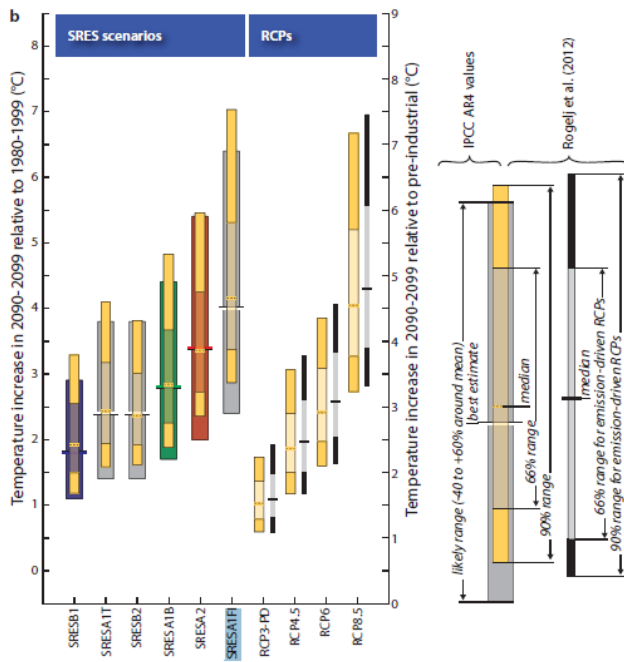 b
SRES scenarios
RCPs
Temperature increase in 2090-2099 relative to 1980-1999 (°C)
8
7
6
5
4
3
2
1
0
9
8
7
6
5
4
3
2
1
0
Temperature increase in 2090-2099 relative to pre-industrial (°C)
SRESB1
SRESA1T
SRESB2
SRESA1B
SRESA2
SRESA1FI
RCP3-PD
RCP4.5
RCP6
RCP8.5
IPCC AR4 values
Rogelj et al. (2012)
likely range (-40 to +60% around mean)
best estimate
median
66% range
90% range
median
66% range for emission-driven RCPs
90% range for emission-driven RCPs